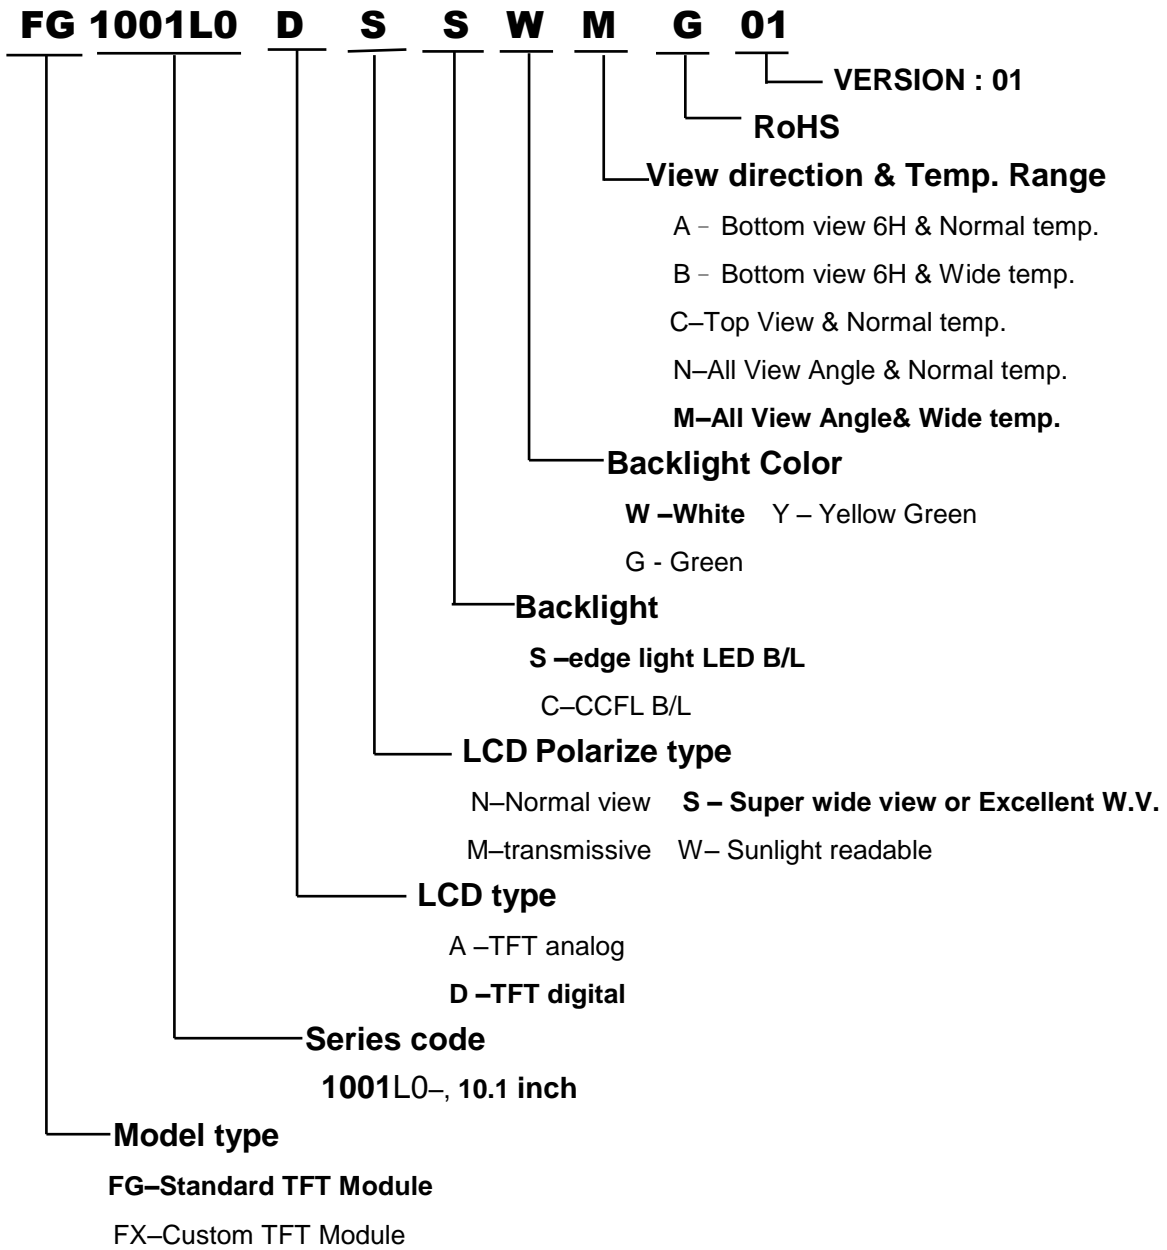 FG 1001L0 D S S W M G 01
VERSION : 01
RoHS
View direction & Temp. Range
A – Bottom view 6H & Normal temp.
B – Bottom view 6H & Wide temp.
C–Top View & Normal temp.
N–All View Angle & Normal temp.
M–All View Angle& Wide temp.
Backlight Color
W –White Y – Yellow Green
G - Green
Backlight
S –edge light LED B/L
C–CCFL B/L
LCD Polarize type
N–Normal view S – Super wide view or Excellent W.V.
M–transmissive W– Sunlight readable
LCD type
A –TFT analog
D –TFT digital
Series code
1001L0–, 10.1 inch
Model type
FG–Standard TFT Module
FX–Custom TFT Module